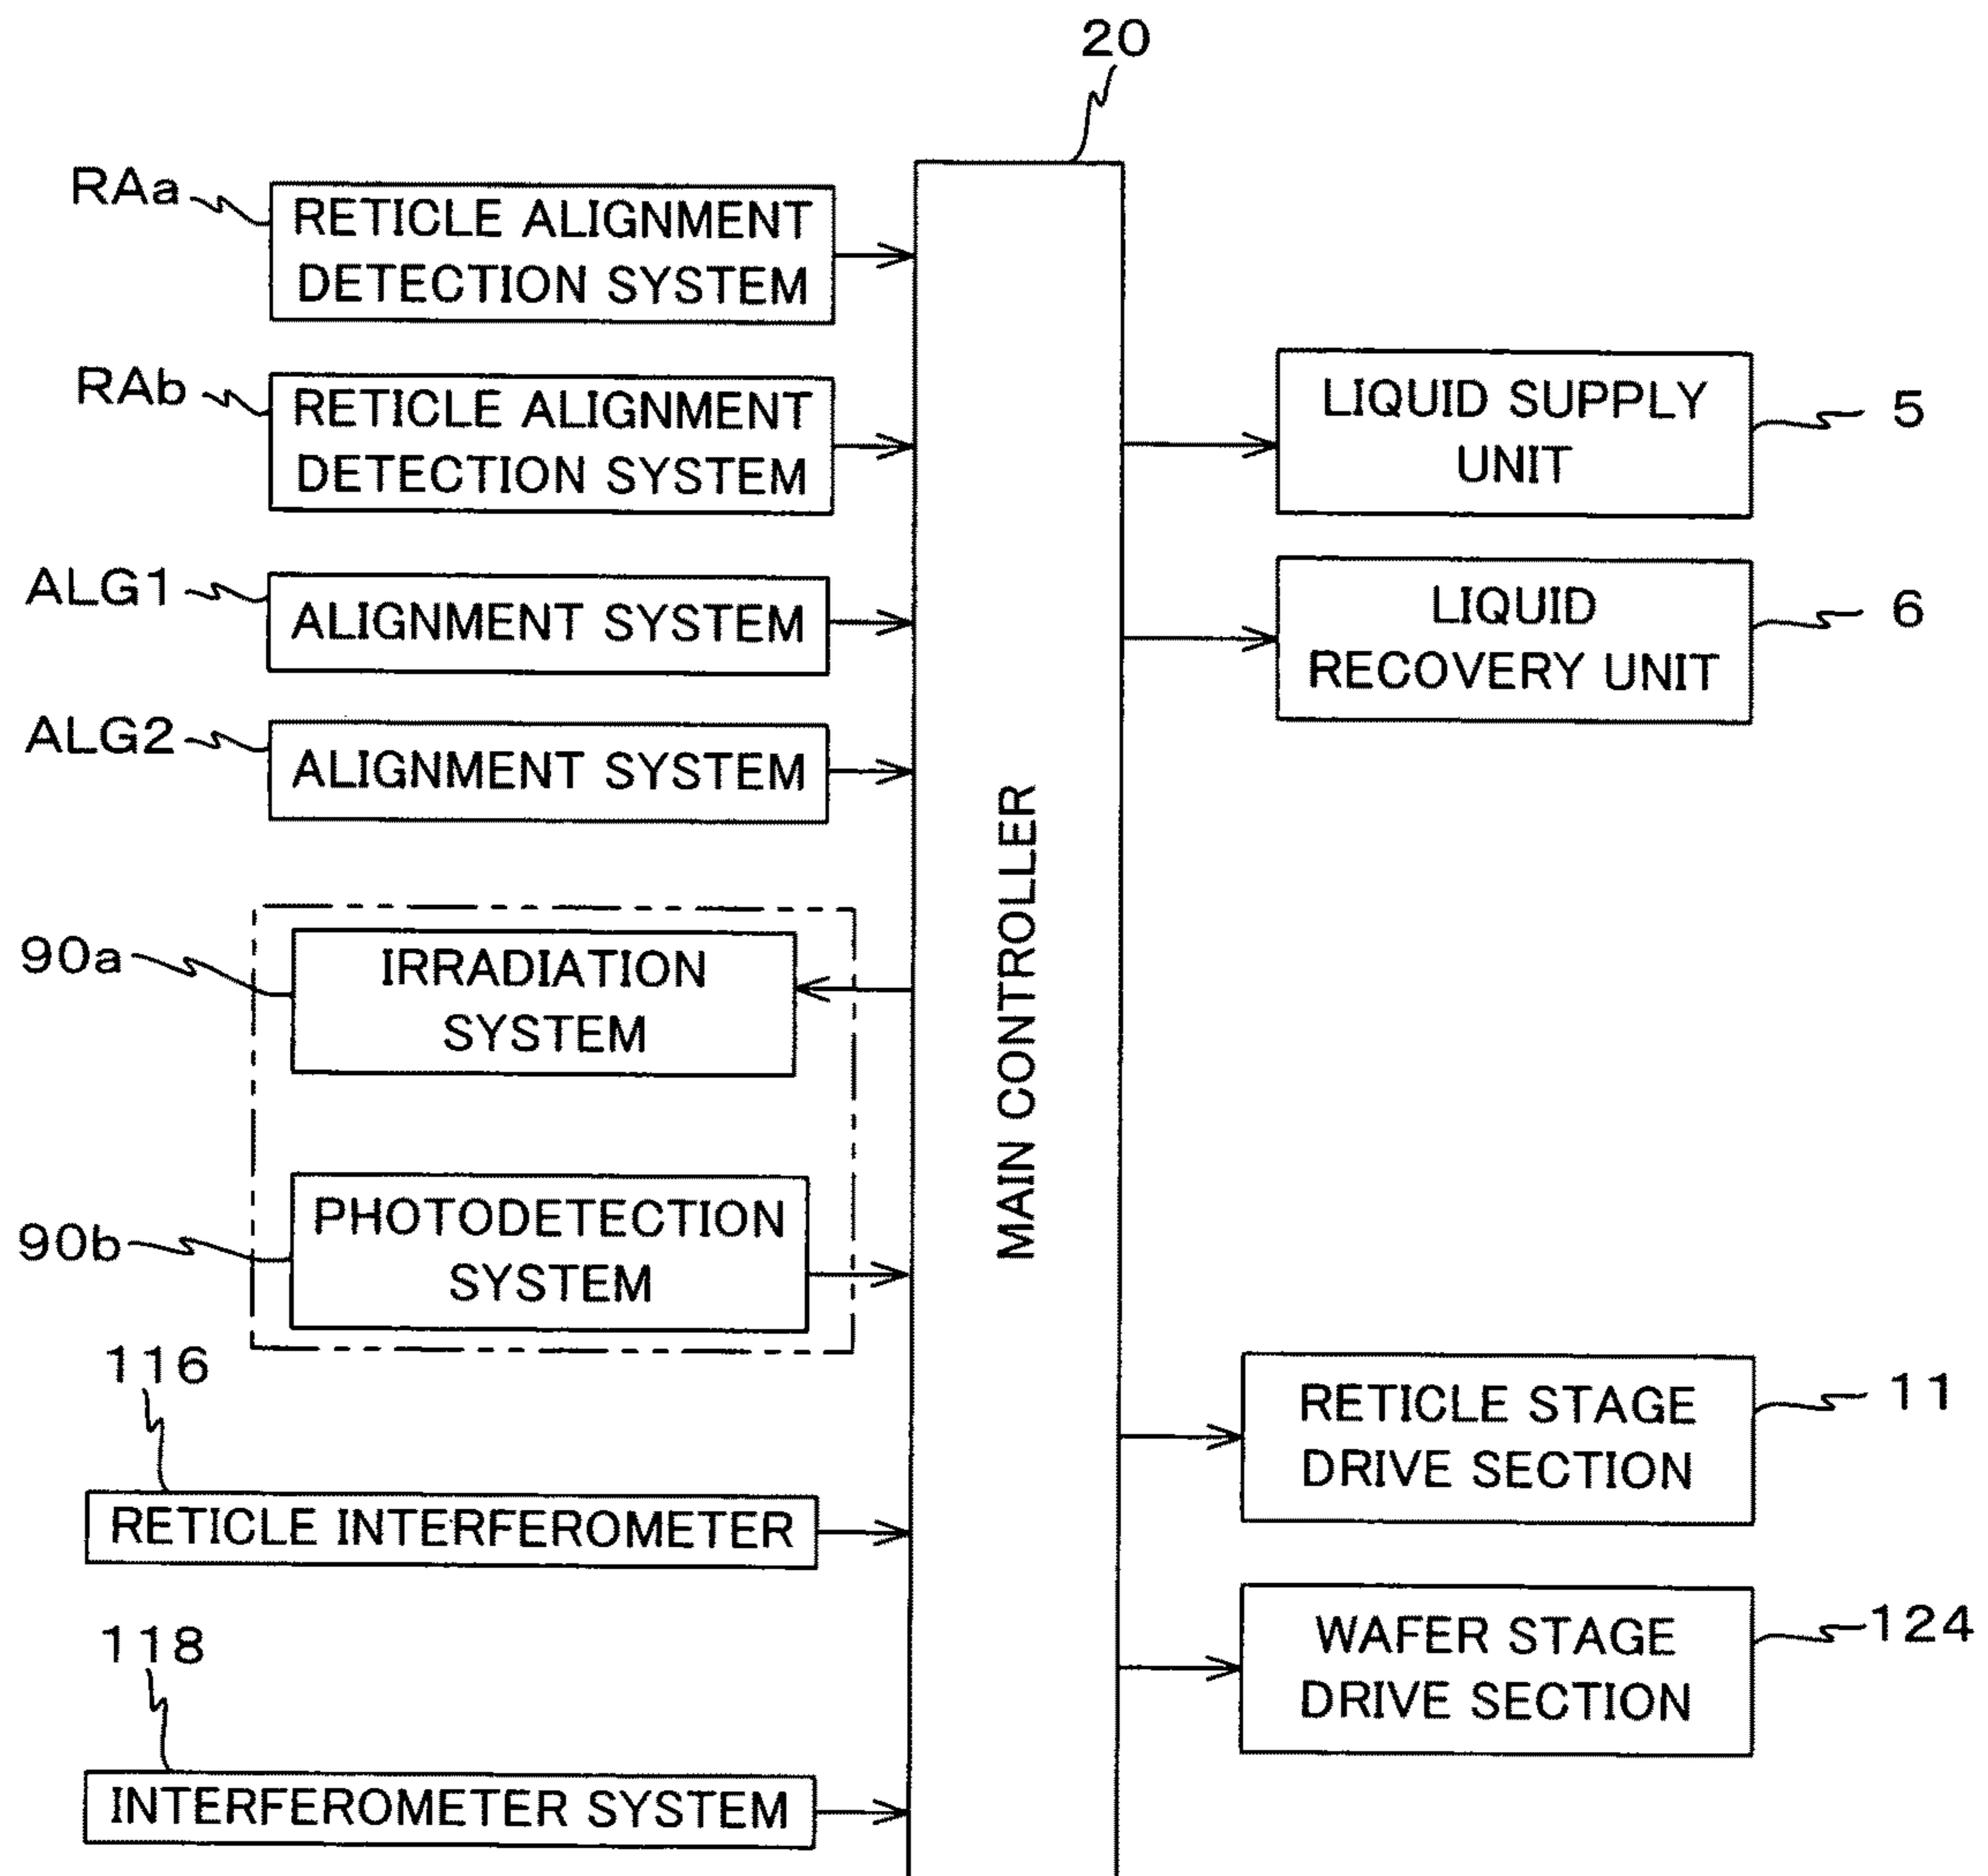 20
RAa
RETICLE ALIGNMENT
DETECTION SYSTEM
RAb
RETICLE ALIGNMENT
DETECTION SYSTEM
ALG1
ALIGNMENT SYSTEM
ALG2
ALIGNMENT SYSTEM
90a
IRRADIATION
SYSTEM
90b
PHOTODETECTION
SYSTEM
116
RETICLE INTERFEROMETER
118
INTERFEROMETER SYSTEM
MAIN CONTROLLER
LIQUID SUPPLY
UNIT
5
LIQUID
RECOVERY UNIT
6
RETICLE STAGE
DRIVE SECTION
11
WAFER STAGE
DRIVE SECTION
124